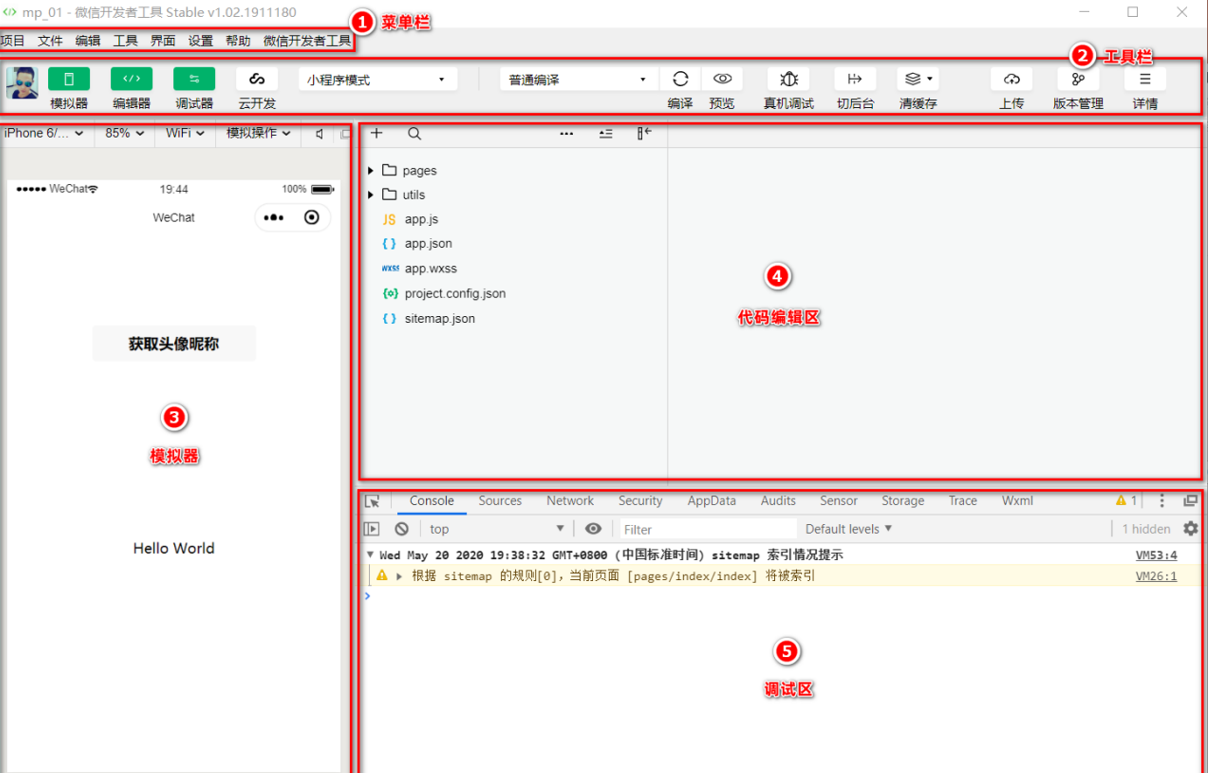 mp_01 - 微信开发者工具 Stable v1.02.1911180
1 菜单栏
项目 文件 编辑 工具 界面 设置 帮助 微信开发者工具
2 工具栏
小程序模式 普通编译
模拟器 编辑器 调试器 云开发 编译 预览 真机调试 切后台 清缓存 上传 版本管理 详情
iPhone 6/... 85% WiFi 模拟操作
WeChat 19:44 100%
WeChat
获取头像昵称
3
模拟器
Hello World
pages
utils
JS app.js
{ } app.json
wxss app.wxss
{o} project.config.json
{ } sitemap.json
4
代码编辑区
Console Sources Network Security AppData Audits Sensor Storage Trace Wxml 1
top Filter Default levels 1 hidden
Wed May 20 2020 19:38:32 GMT+0800 (中国标准时间) sitemap 索引情况提示 VM53:4
根据 sitemap 的规则[0]，当前页面 [pages/index/index] 将被索引 VM26:1
5
调试区